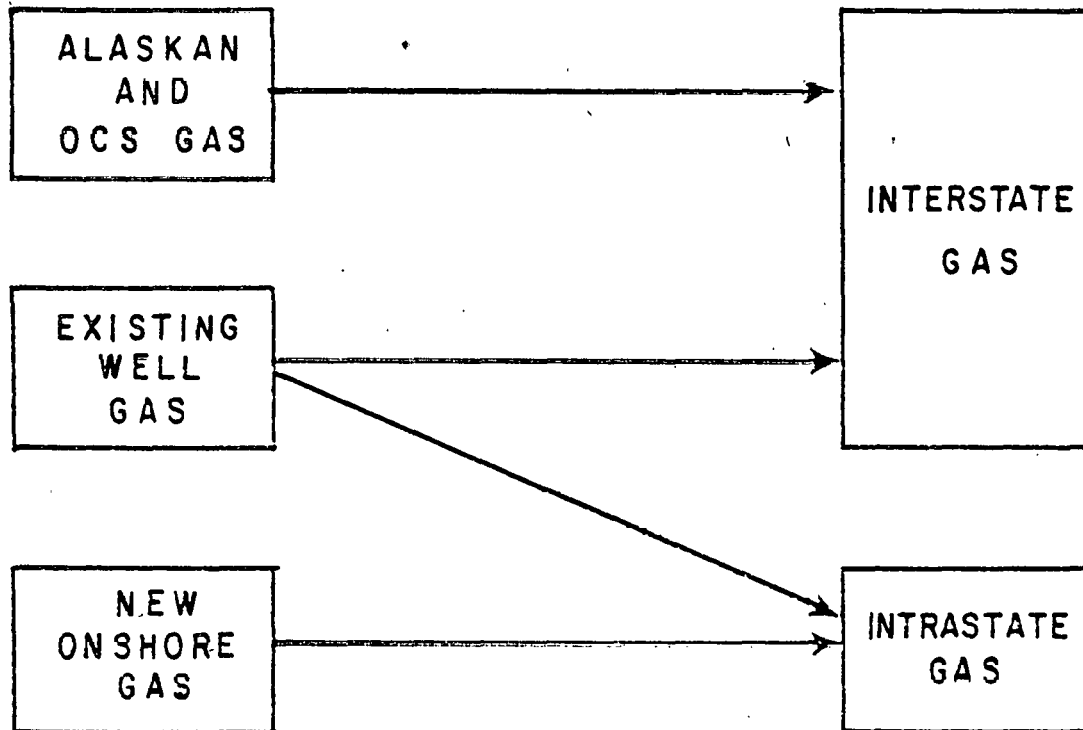 ALASKAN
AND
OCS GAS
INTERSTATE
GAS
EXISTING
WELL
GAS
NEW
ONSHORE
GAS
INTRASTATE
GAS